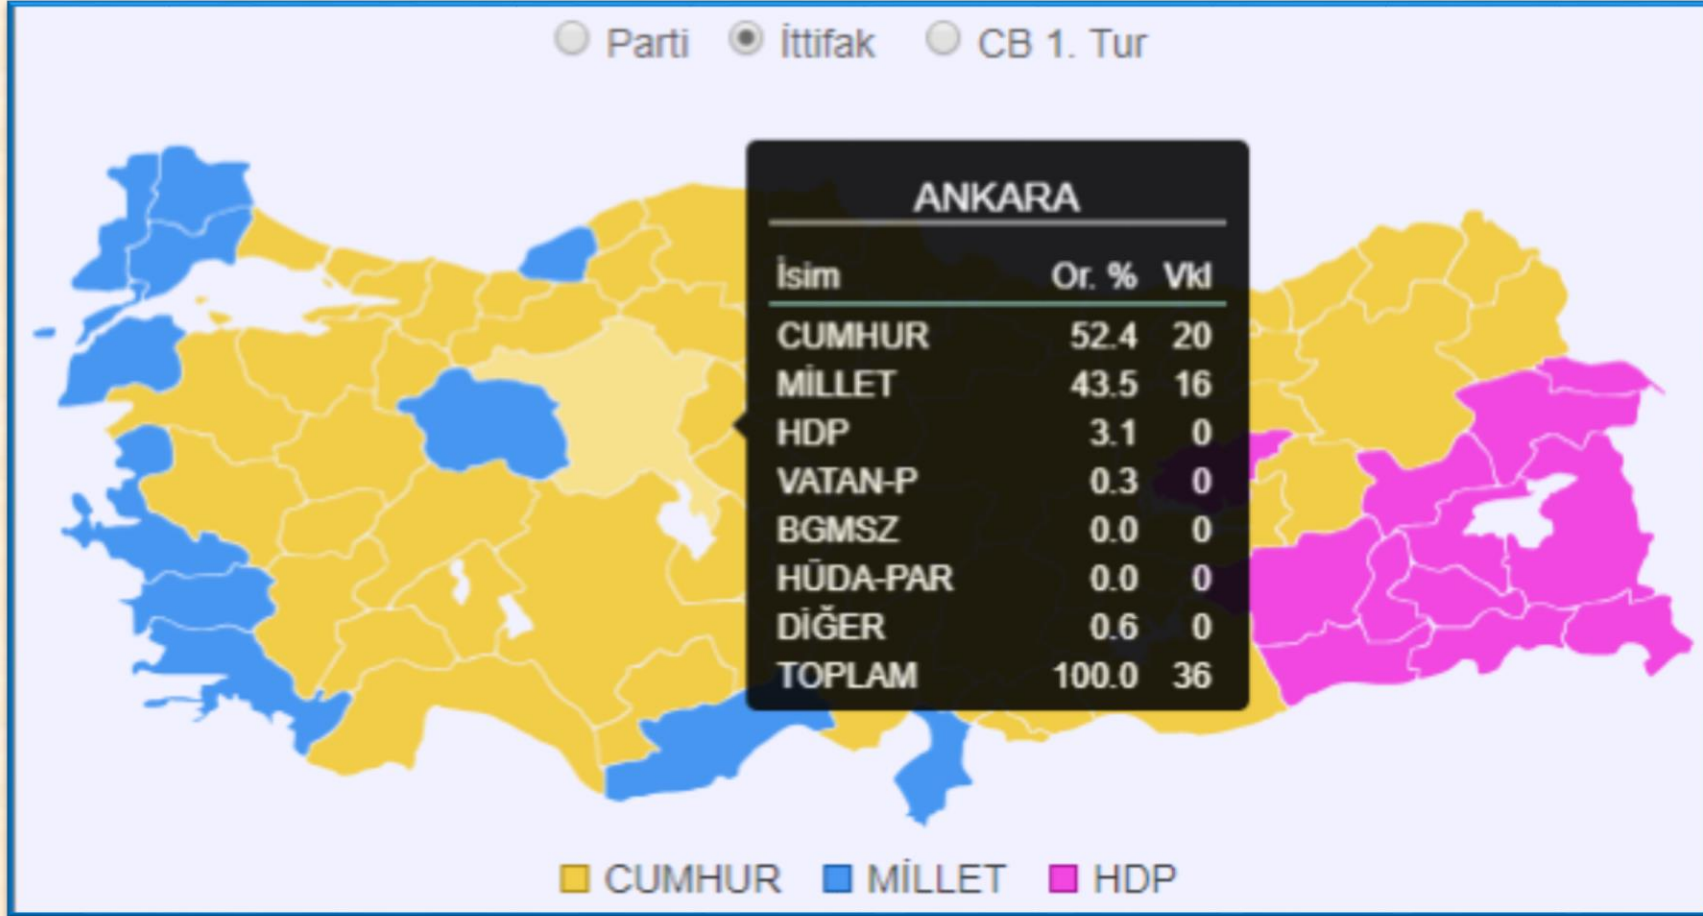 Parti İttifak CB 1. Tur
ANKARA
İsim Or. % Vkl
CUMHUR 52.4 20
MİLLET 43.5 16
HDP 3.1 0
VATAN-P 0.3 0
BGMSZ 0.0 0
HÜDA-PAR 0.0 0
DİĞER 0.6 0
TOPLAM 100.0 36
CUMHUR MİLLET HDP